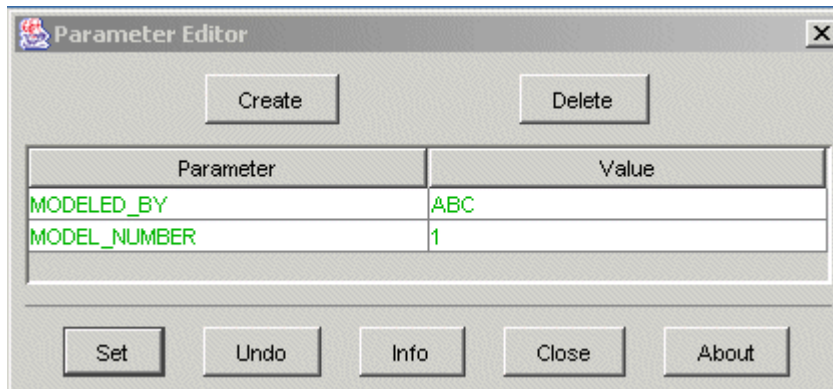 Parameter Editor
Create Delete
Parameter Value
MODELED_BY ABC
MODEL_NUMBER 1
Set Undo Info Close About